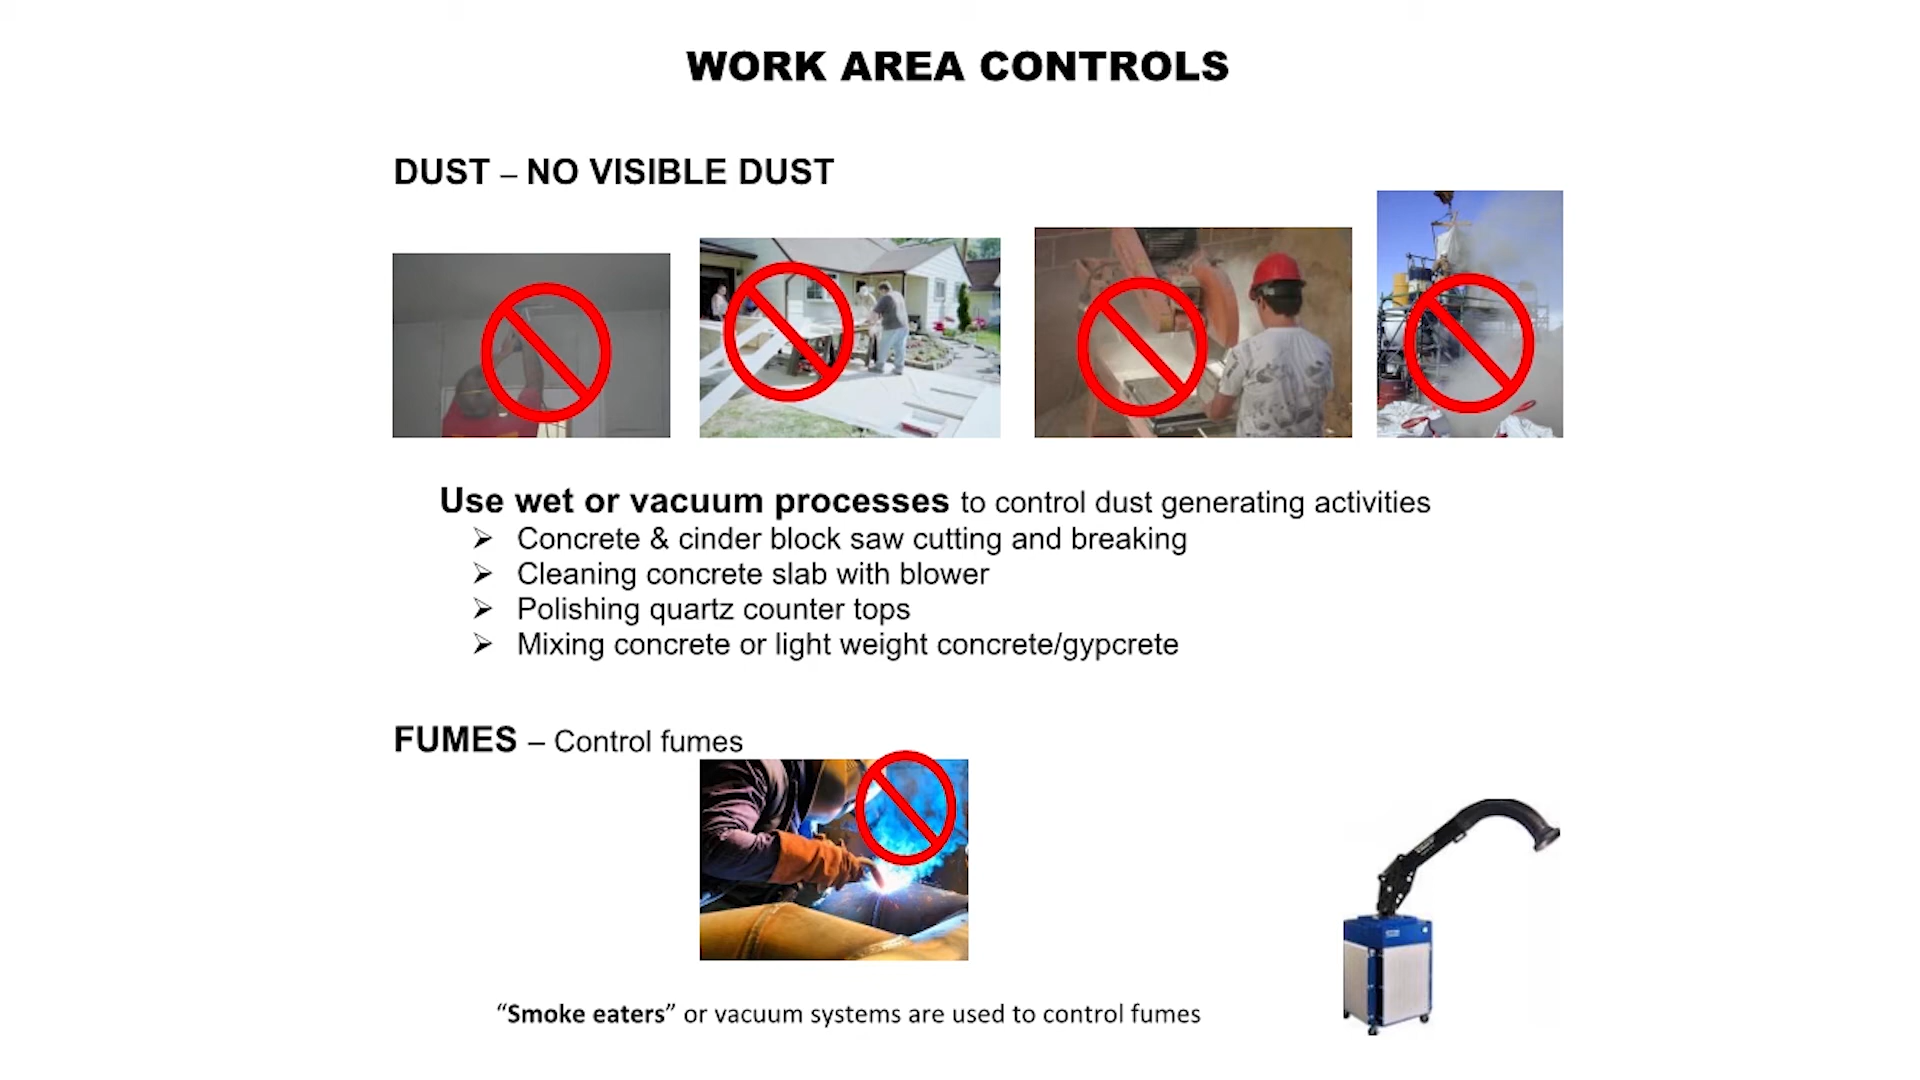 WORK AREA CONTROLS
DUST – NO VISIBLE DUST
Use wet or vacuum processes to control dust generating activities
➢ Concrete & cinder block saw cutting and breaking
➢ Cleaning concrete slab with blower
➢ Polishing quartz counter tops
➢ Mixing concrete or light weight concrete/gypcrete
FUMES – Control fumes
“Smoke eaters” or vacuum systems are used to control fumes